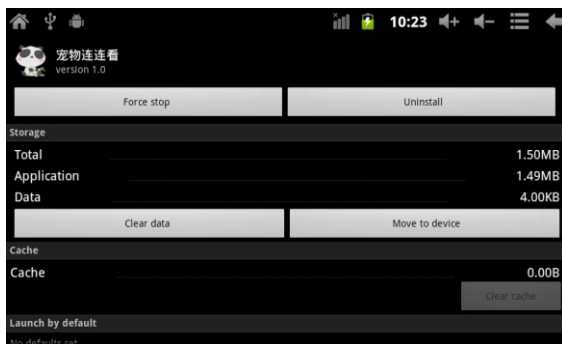 10:23
宠物连连看
version 1.0
Force stop Uninstall
Storage
Total 1.50MB
Application 1.49MB
Data 4.00KB
Clear data Move to device
Cache
Cache 0.00B
Clear cache
Launch by default
No defaults set.